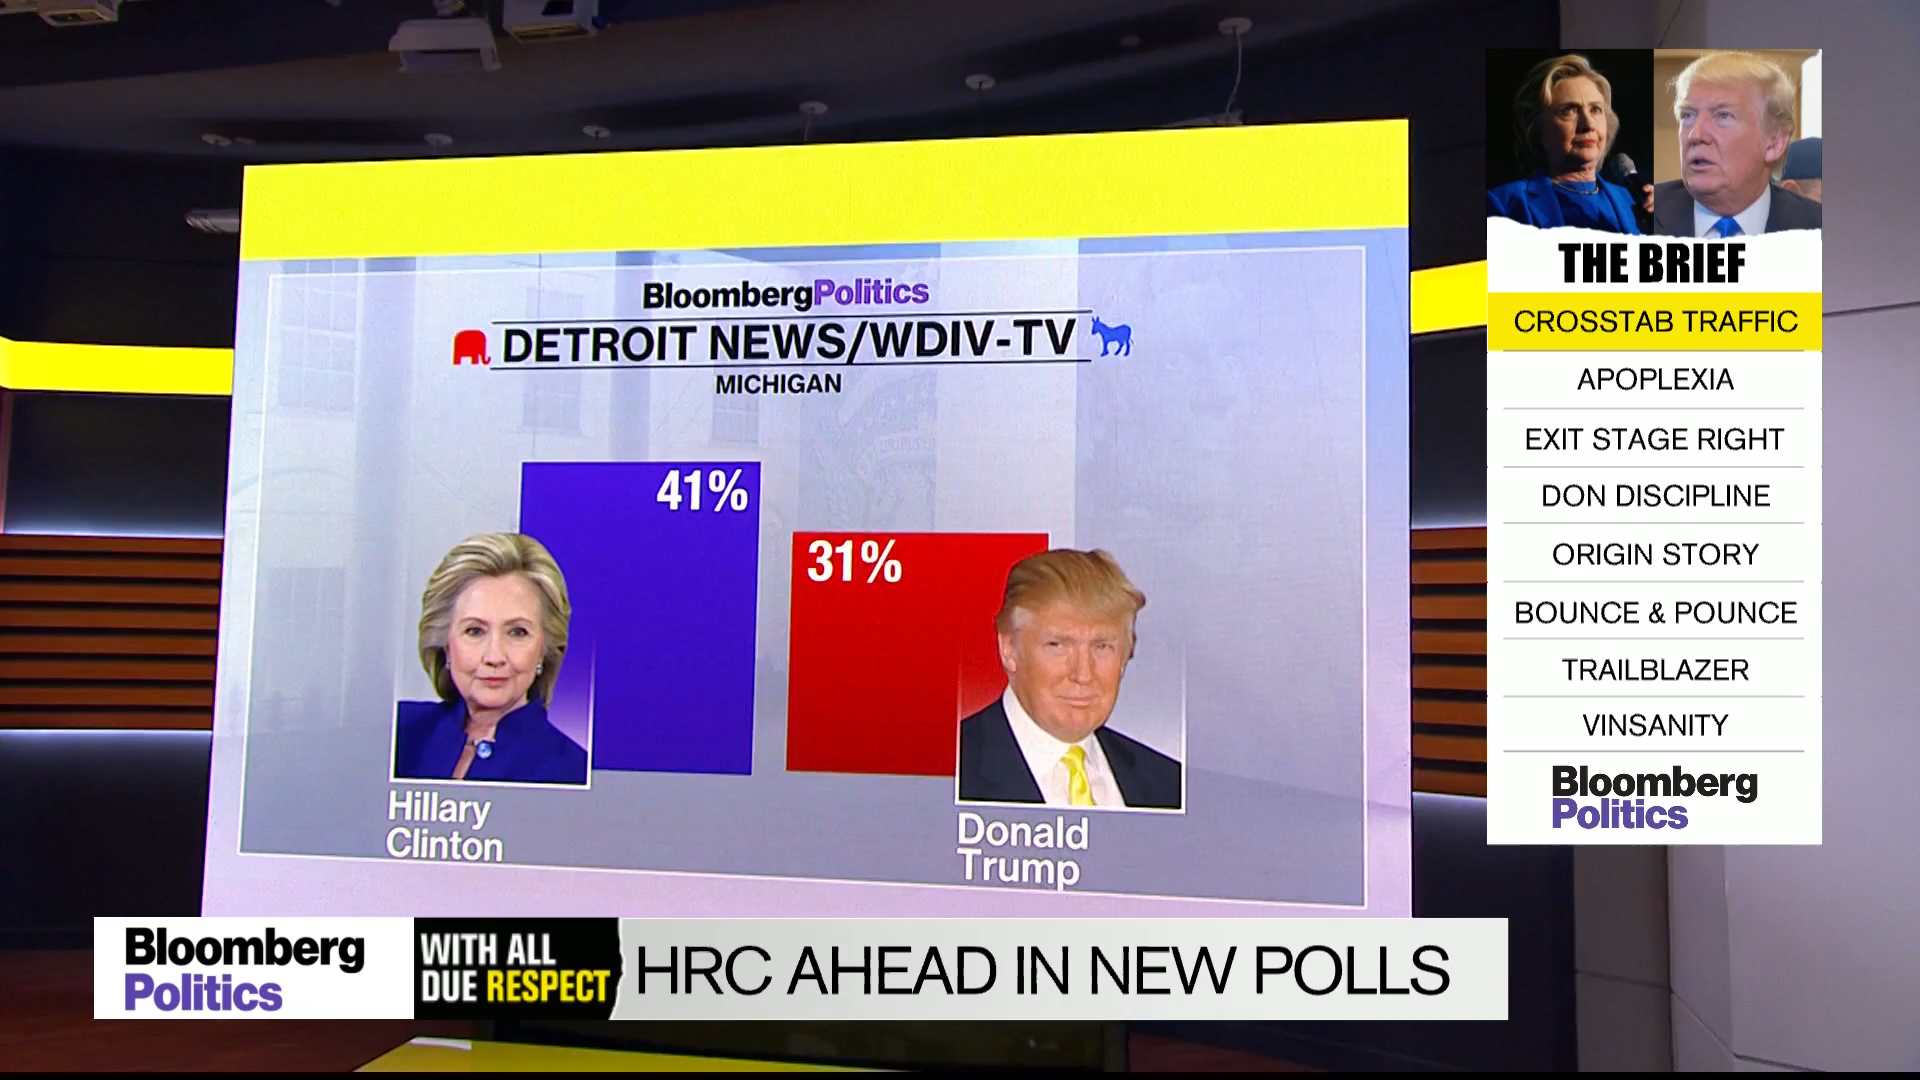 BloombergPolitics
DETROIT NEWS/WDIV-TV
MICHIGAN
41%
31%
Hillary
Clinton
Donald
Trump
THE BRIEF
CROSSTAB TRAFFIC
APOPLEXIA
EXIT STAGE RIGHT
DON DISCIPLINE
ORIGIN STORY
BOUNCE & POUNCE
TRAILBLAZER
VINSANITY
Bloomberg
Politics
Bloomberg
Politics
WITH ALL
DUE RESPECT
HRC AHEAD IN NEW POLLS